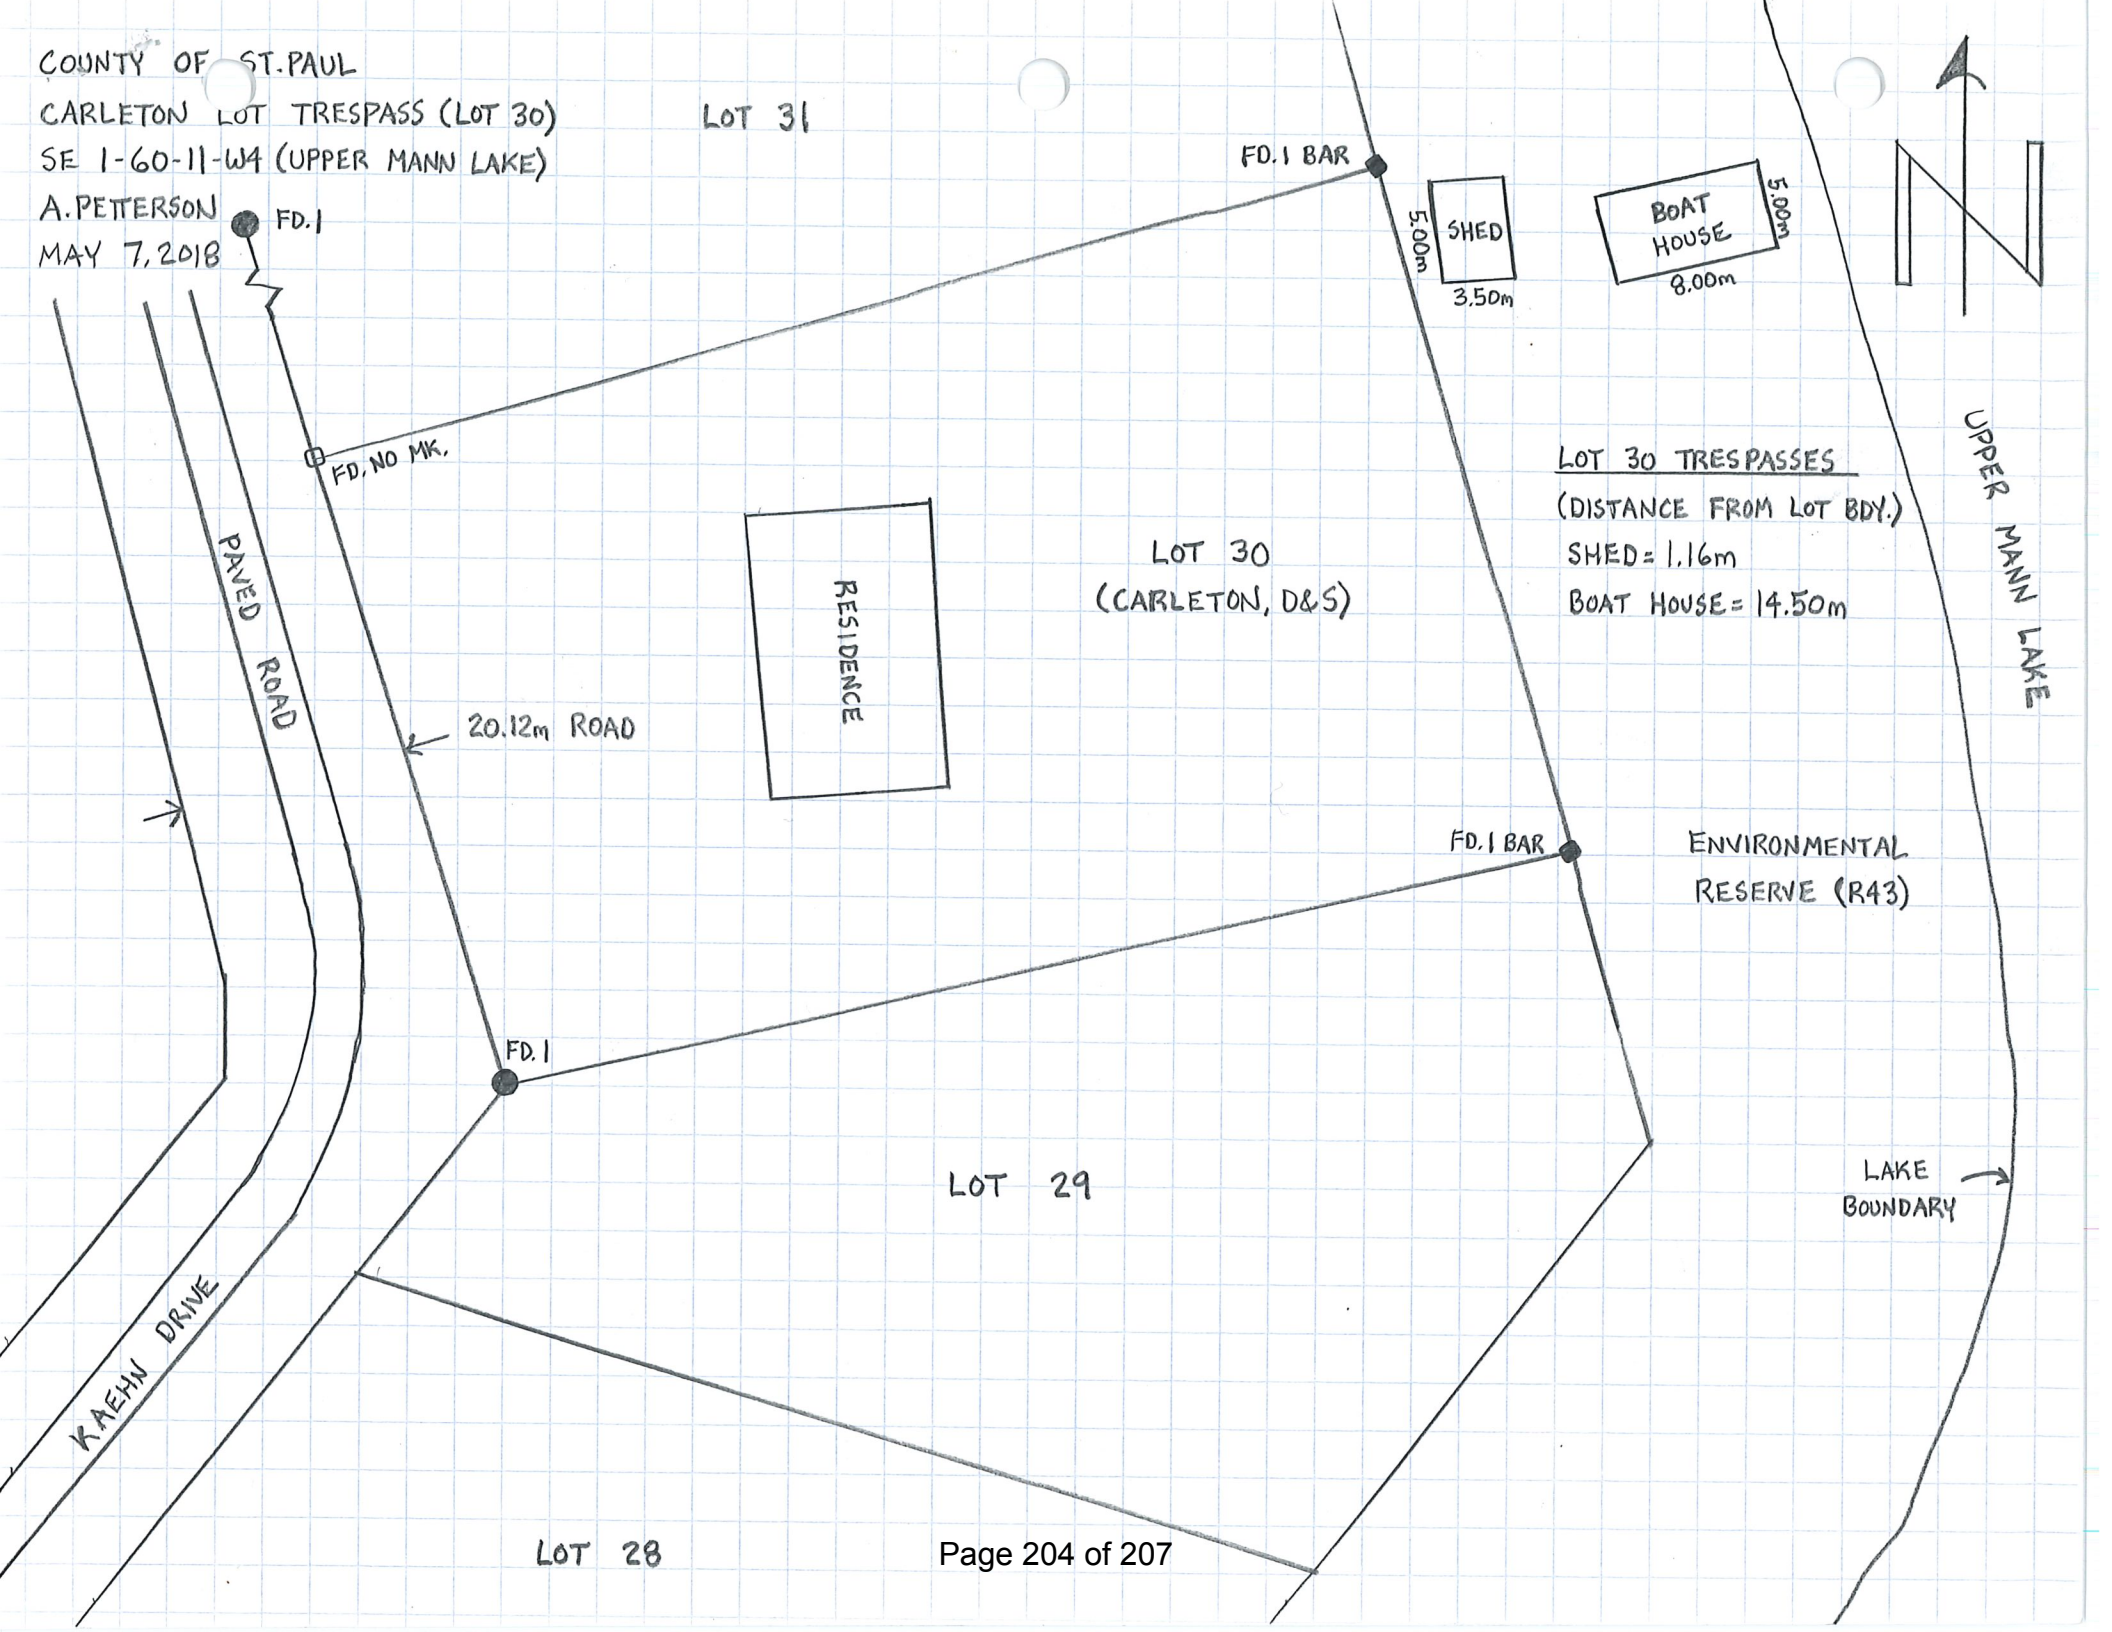 COUNTY OF ST.PAUL
CARLETON LOT TRESPASS (LOT 30)
SE 1-60-11-W4 (UPPER MANN LAKE)
A.PETTERSON
MAY 7, 2018
FD.1
LOT 31
FD.1 BAR
SHED
5.00m
3.50m
BOAT
HOUSE
5.00m
8.00m
N
FD. NO MK.
PAVED ROAD
20.12m ROAD
RESIDENCE
LOT 30
(CARLETON, D&S)
LOT 30 TRESPASSES
(DISTANCE FROM LOT BDY.)
SHED = 1.16m
BOAT HOUSE = 14.50m
UPPER MANN LAKE
FD.1 BAR
ENVIRONMENTAL
RESERVE (R43)
FD.1
LOT 29
LAKE
BOUNDARY
KAEHN DRIVE
LOT 28
Page 204 of 207